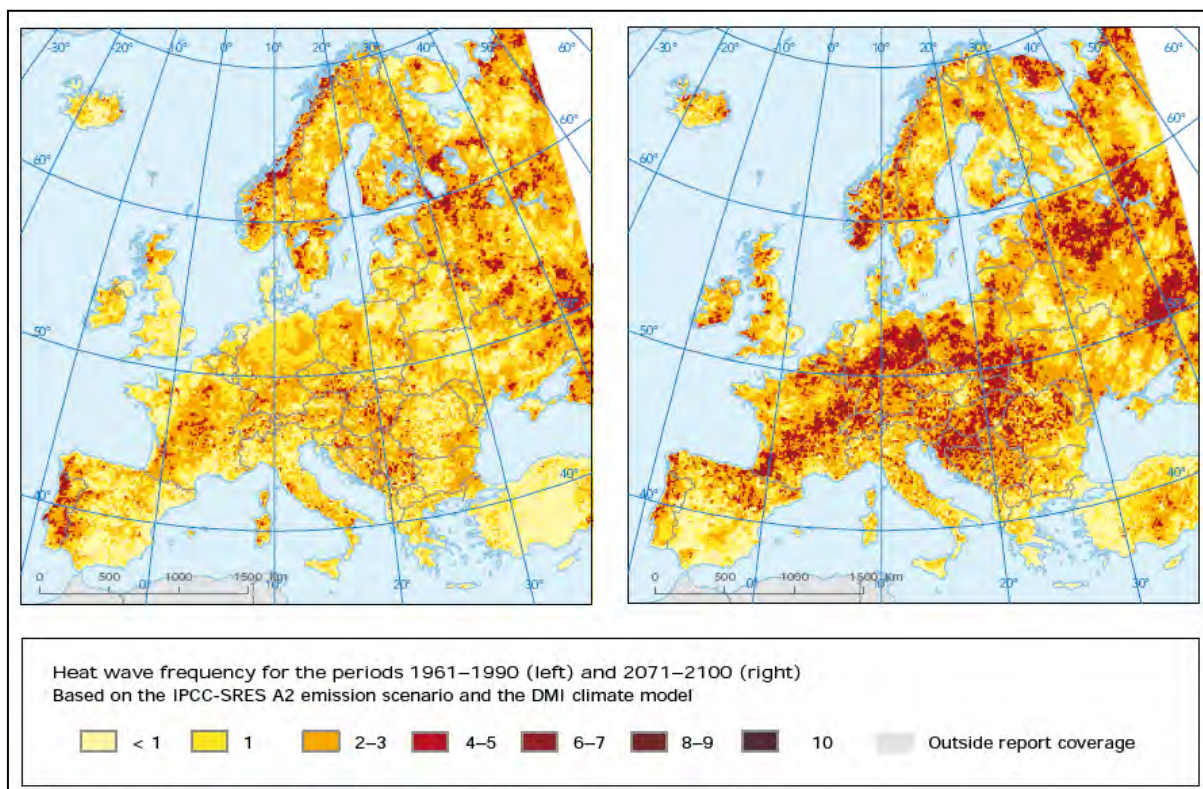 -30° -20° -10° 0° 10° 20° 30° 40° 50° 60°
60°
60°
50°
50°
40°
40°
0 500 1000 1500 km
0° 10° 20° 30°
-30° -20° -10° 0° 10° 20° 30° 40° 50° 60°
60°
60°
50°
50°
40°
40°
0 500 1000 1500 km
0° 10° 20° 30°
Heat wave frequency for the periods 1961–1990 (left) and 2071–2100 (right)
Based on the IPCC-SRES A2 emission scenario and the DMI climate model
< 1 1 2–3 4–5 6–7 8–9 10 Outside report coverage